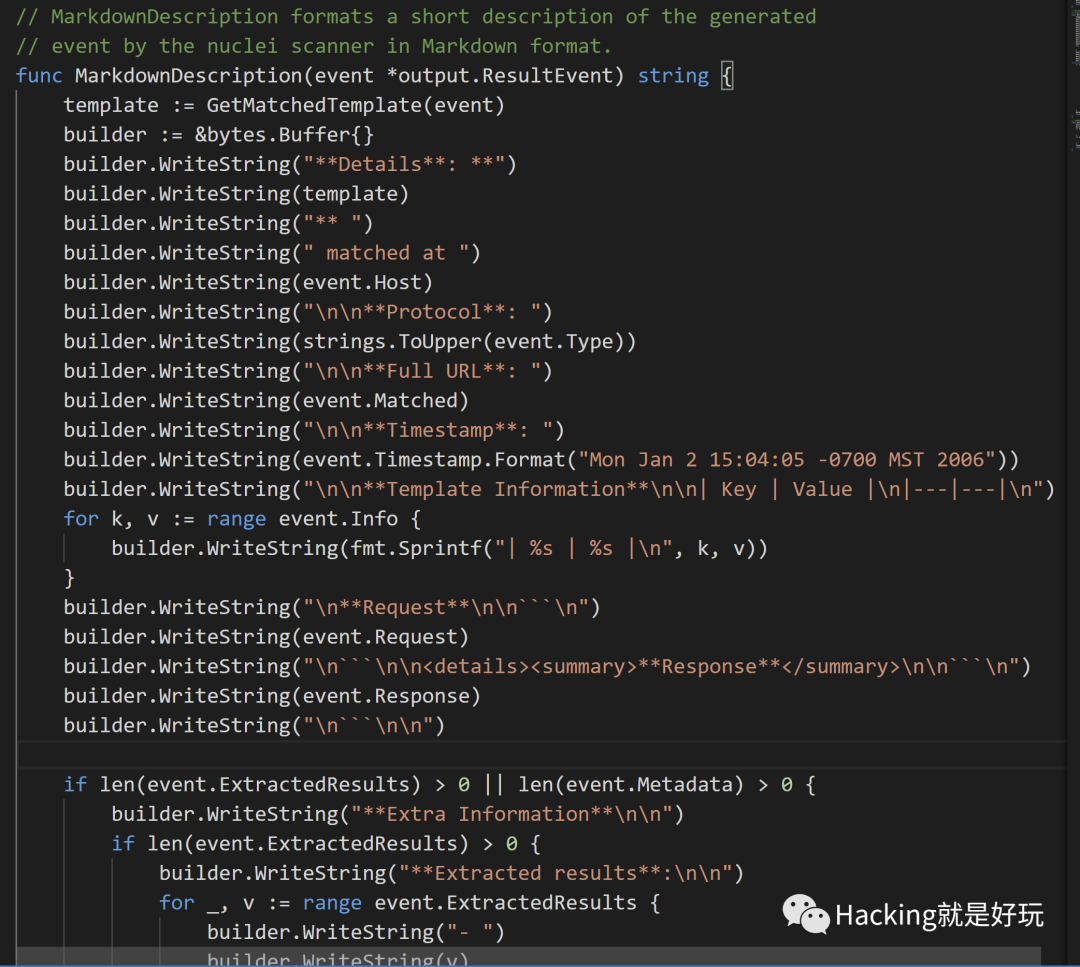 // MarkdownDescription formats a short description of the generated
// event by the nuclei scanner in Markdown format.
func MarkdownDescription(event *output.ResultEvent) string {
    template := GetMatchedTemplate(event)
    builder := &bytes.Buffer{}
    builder.WriteString("**Details**: **")
    builder.WriteString(template)
    builder.WriteString("** ")
    builder.WriteString(" matched at ")
    builder.WriteString(event.Host)
    builder.WriteString("\n\n**Protocol**: ")
    builder.WriteString(strings.ToUpper(event.Type))
    builder.WriteString("\n\n**Full URL**: ")
    builder.WriteString(event.Matched)
    builder.WriteString("\n\n**Timestamp**: ")
    builder.WriteString(event.Timestamp.Format("Mon Jan 2 15:04:05 -0700 MST 2006"))
    builder.WriteString("\n\n**Template Information**\n\n| Key | Value |\n|---|---|\n")
    for k, v := range event.Info {
        builder.WriteString(fmt.Sprintf("| %s | %s |\n", k, v))
    }
    builder.WriteString("\n**Request**\n\n```\n")
    builder.WriteString(event.Request)
    builder.WriteString("\n```\n\n<details><summary>**Response**</summary>\n\n```\n")
    builder.WriteString(event.Response)
    builder.WriteString("\n```\n\n")
    if len(event.ExtractedResults) > 0 || len(event.Metadata) > 0 {
        builder.WriteString("**Extra Information**\n\n")
        if len(event.ExtractedResults) > 0 {
            builder.WriteString("**Extracted results**:\n\n")
            for _, v := range event.ExtractedResults {
                builder.WriteString("- ")
                builder.WriteString(v)
Hacking就是好玩